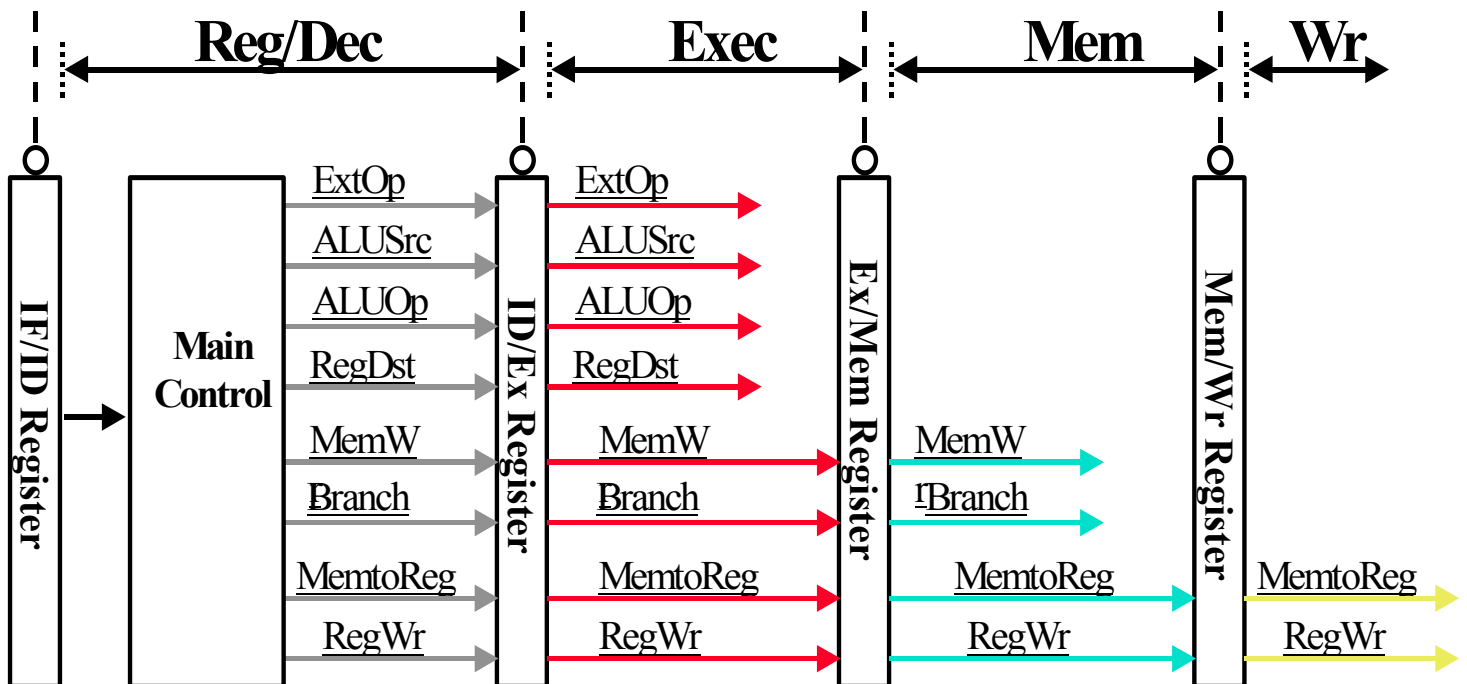 Reg/Dec
Exec
Mem
Wr
IF/ID Register
Main
Control
ExtOp
ALUSrc
ALUOp
RegDst
MemW
r
Branch
MemtoReg
RegWr
ID/Ex Register
ExtOp
ALUSrc
ALUOp
RegDst
MemW
r
Branch
MemtoReg
RegWr
Ex/Mem Register
MemW
r
Branch
MemtoReg
RegWr
Mem/Wr Register
MemtoReg
RegWr